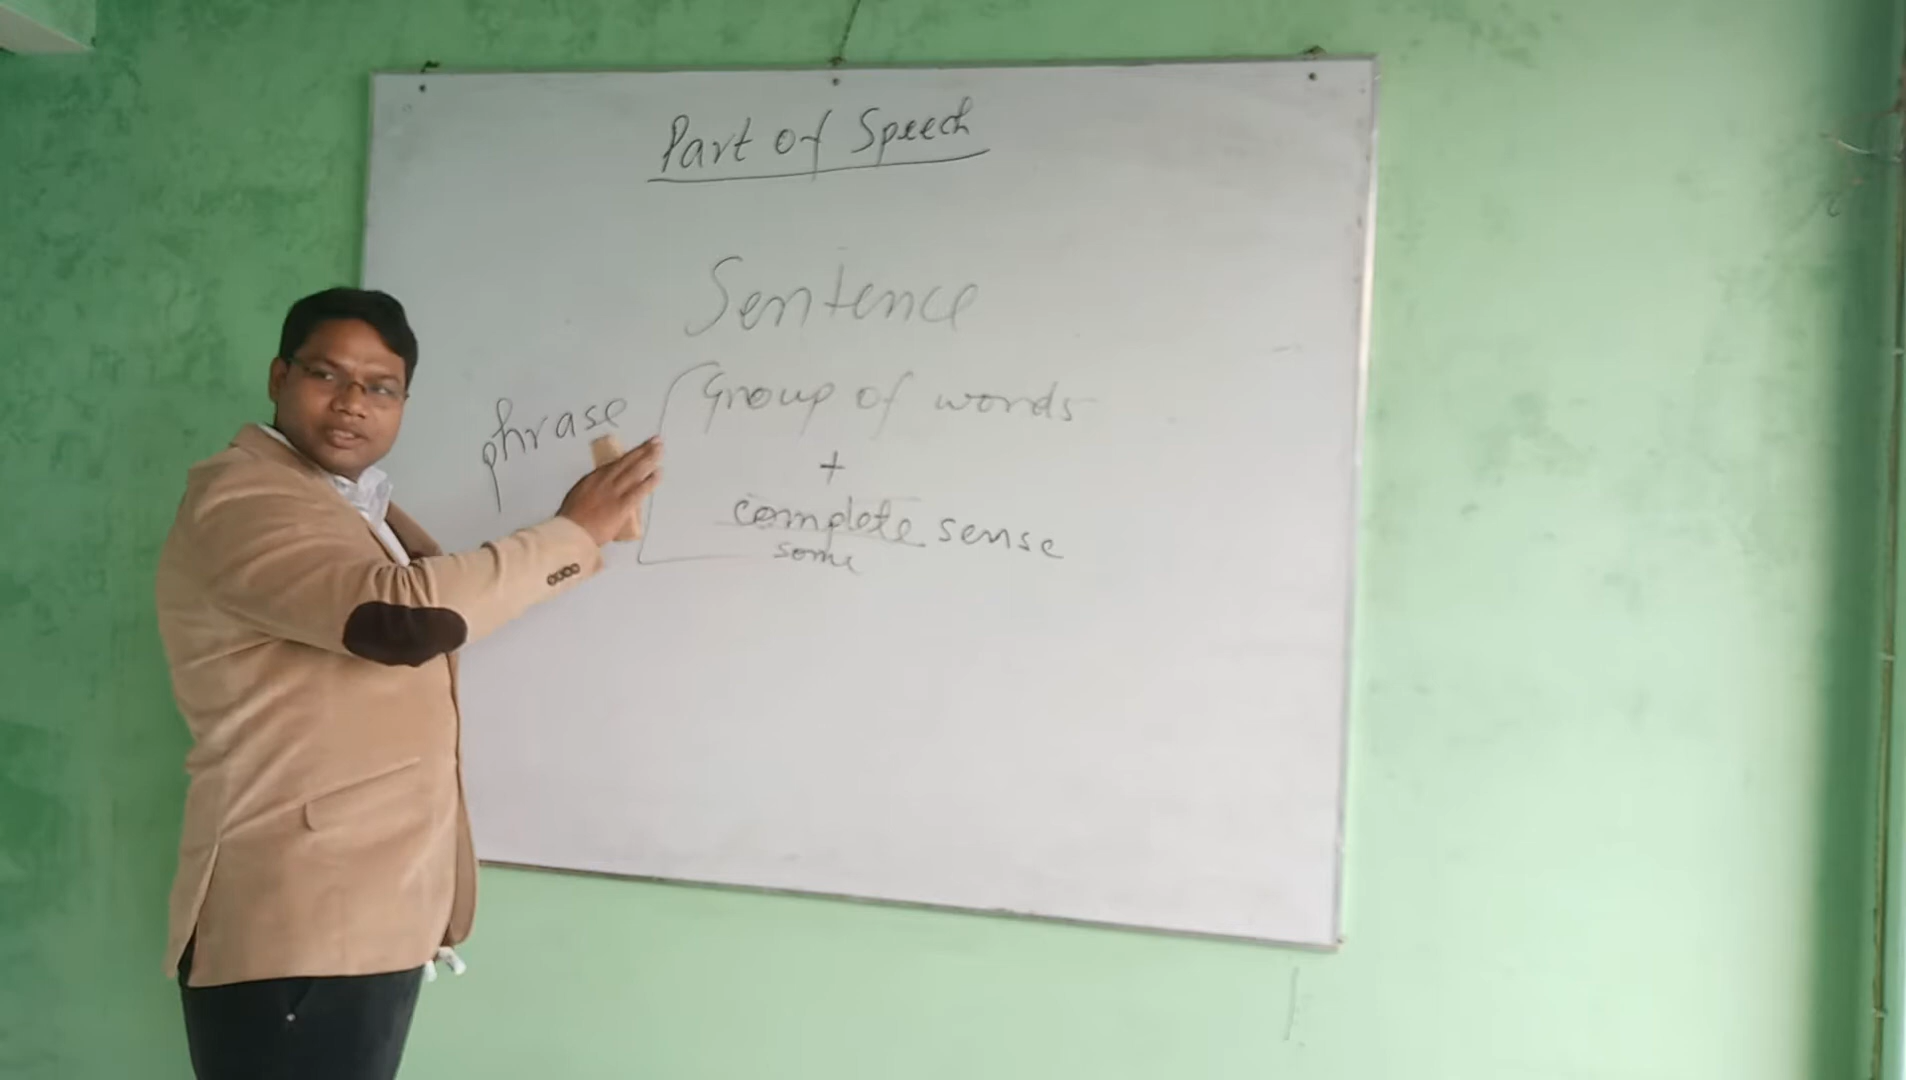 Part of Speech
Sentence
phrase
Group of words
+
complete sense
some